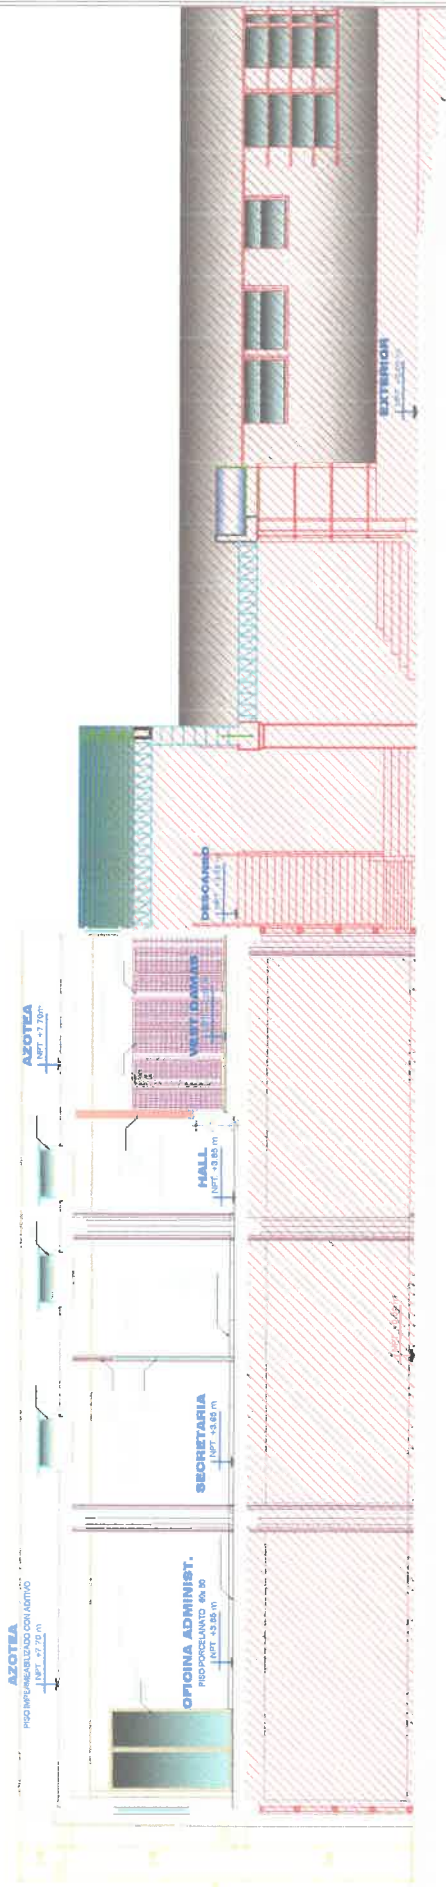 AZOTEA
PISO IMPERMEABILIZADO CON ADITIVO
NPT +7.70 m
AZOTEA
NPT +7.70m
OFICINA ADMINIST.
PISO PORCELANATO 60x60
NPT +3.85 m
SECRETARIA
NPT +3.85 m
HALL
NPT +3.85 m
VEST. DAMAS
DESCANSO
EXTERIOR